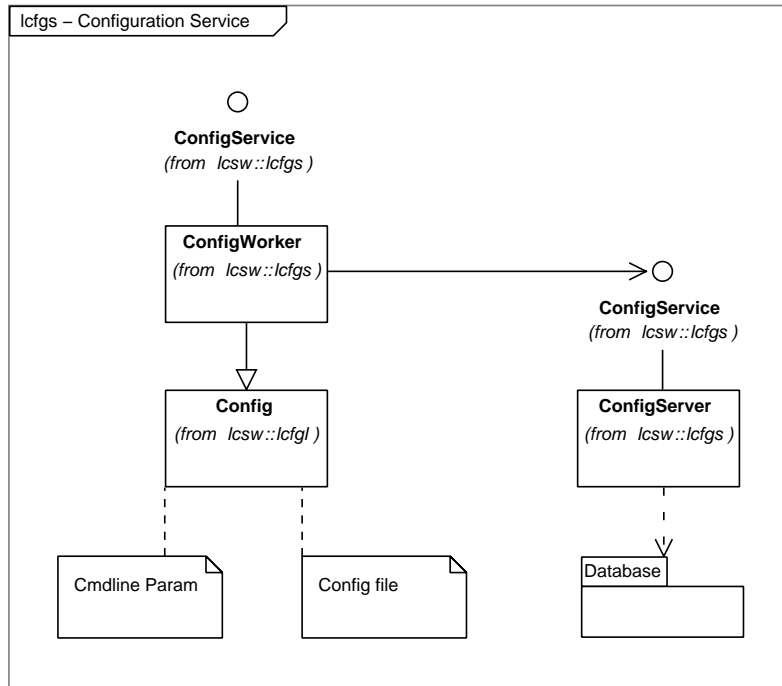 lcfgs – Configuration Service
ConfigService
(from lcsw::lcfgs )
ConfigWorker
(from lcsw::lcfgs )
ConfigService
(from lcsw::lcfgs )
Config
(from lcsw::lcfgl )
ConfigServer
(from lcsw::lcfgs )
Cmdline Param
Config file
Database